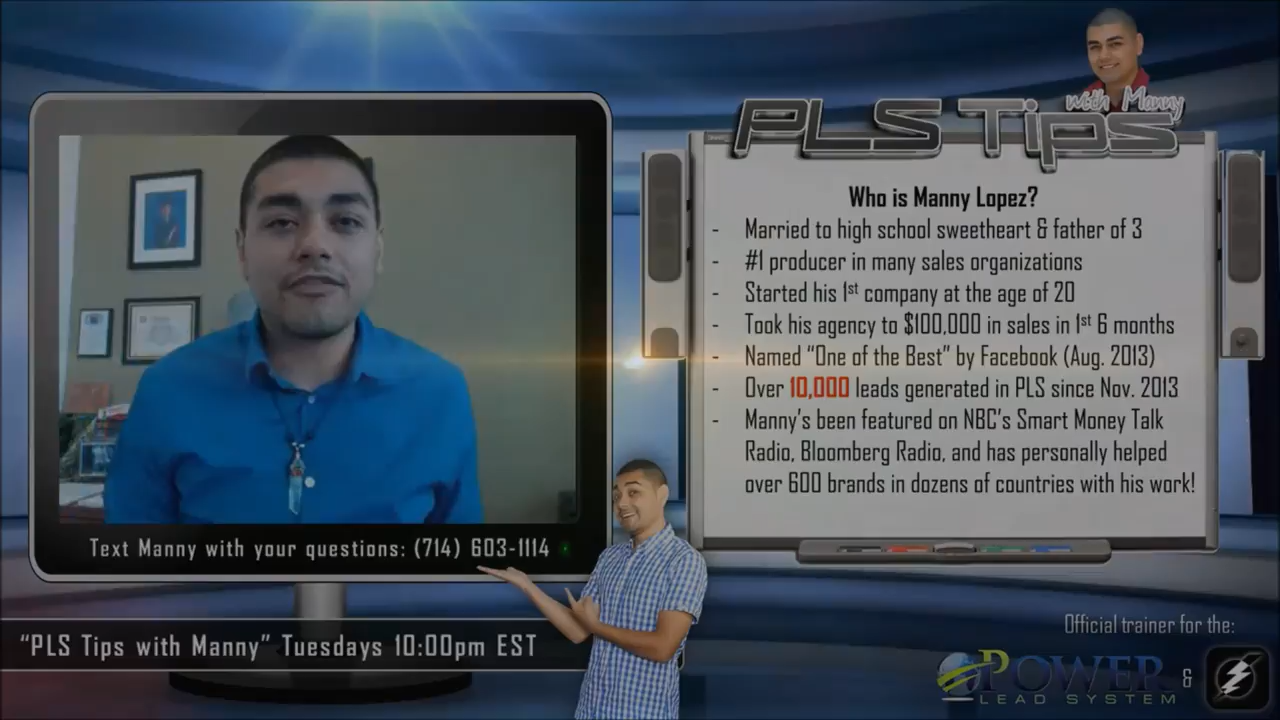 with Manny
PLS Tips
Who is Manny Lopez?
- Married to high school sweetheart & father of 3
- #1 producer in many sales organizations
- Started his 1st company at the age of 20
- Took his agency to $100,000 in sales in 1st 6 months
- Named "One of the Best" by Facebook (Aug. 2013)
- Over 10,000 leads generated in PLS since Nov. 2013
- Manny's been featured on NBC's Smart Money Talk
Radio, Bloomberg Radio, and has personally helped
over 600 brands in dozens of countries with his work!
Text Manny with your questions: (714) 603-1114
"PLS Tips with Manny" Tuesdays 10:00pm EST
Official trainer for the:
POWER &
LEAD SYSTEM